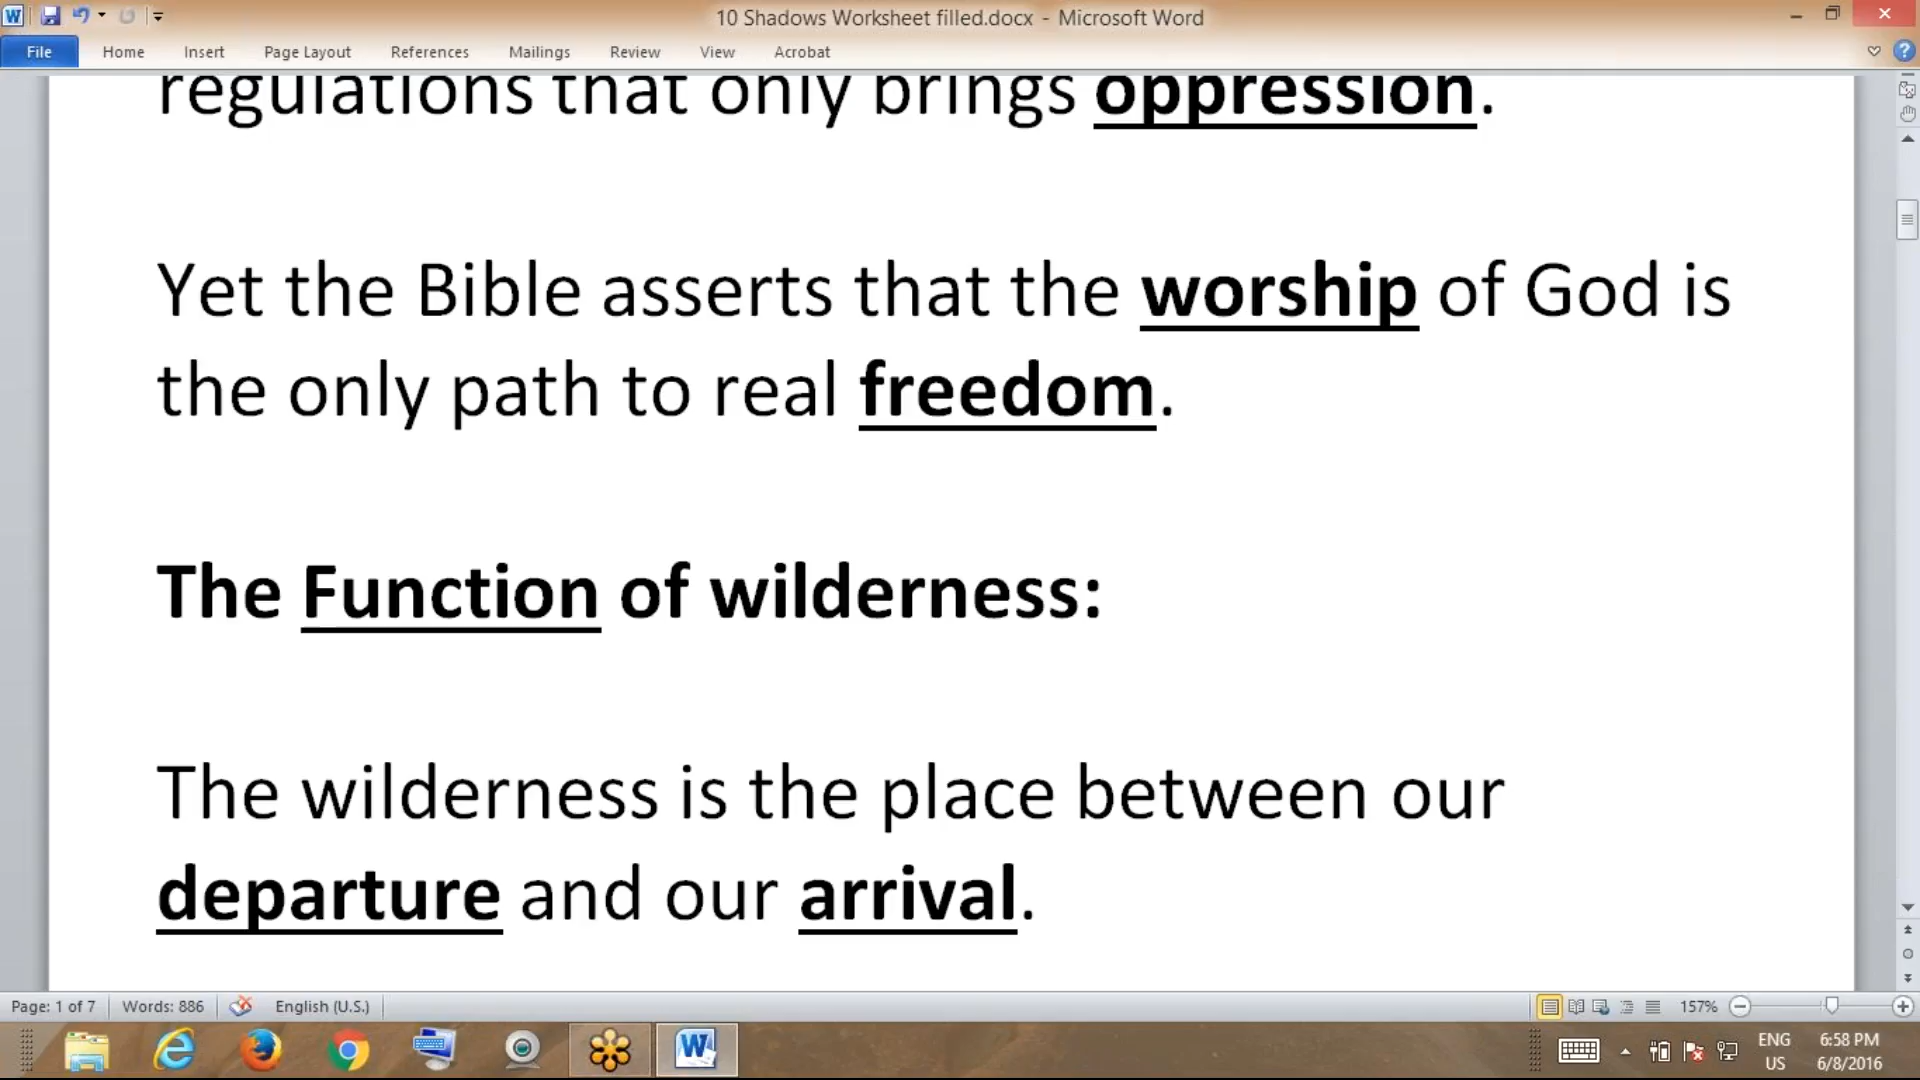 10 Shadows Worksheet filled.docx - Microsoft Word
File Home Insert Page Layout References Mailings Review View Acrobat
regulations that only brings oppression.
Yet the Bible asserts that the worship of God is
the only path to real freedom.
The Function of wilderness:
The wilderness is the place between our
departure and our arrival.
Page: 1 of 7 Words: 886 English (U.S.) 157%
ENG 6:58 PM
US 6/8/2016